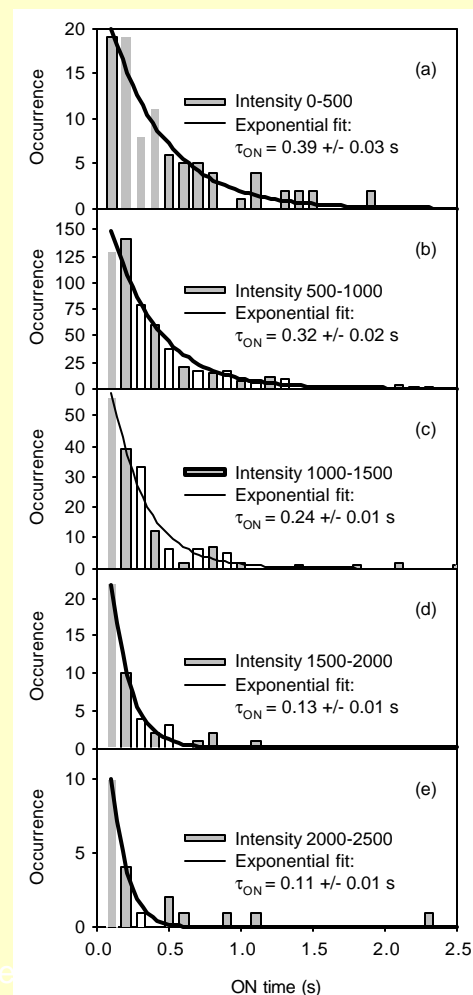 20
15
10
5
0
Occurrence
(a)
Intensity 0-500
Exponential fit:
τON = 0.39 +/- 0.03 s
150
125
100
75
50
25
0
Occurrence
(b)
Intensity 500-1000
Exponential fit:
τON = 0.32 +/- 0.02 s
50
40
30
20
10
0
Occurrence
(c)
Intensity 1000-1500
Exponential fit:
τON = 0.24 +/- 0.01 s
20
15
10
5
0
Occurence
(d)
Intensity 1500-2000
Exponential fit:
τON = 0.13 +/- 0.01 s
10
5
0
Occurrence
(e)
Intensity 2000-2500
Exponential fit:
τON = 0.11 +/- 0.01 s
0.0 0.5 1.0 1.5 2.0 2.5
ON time (s)